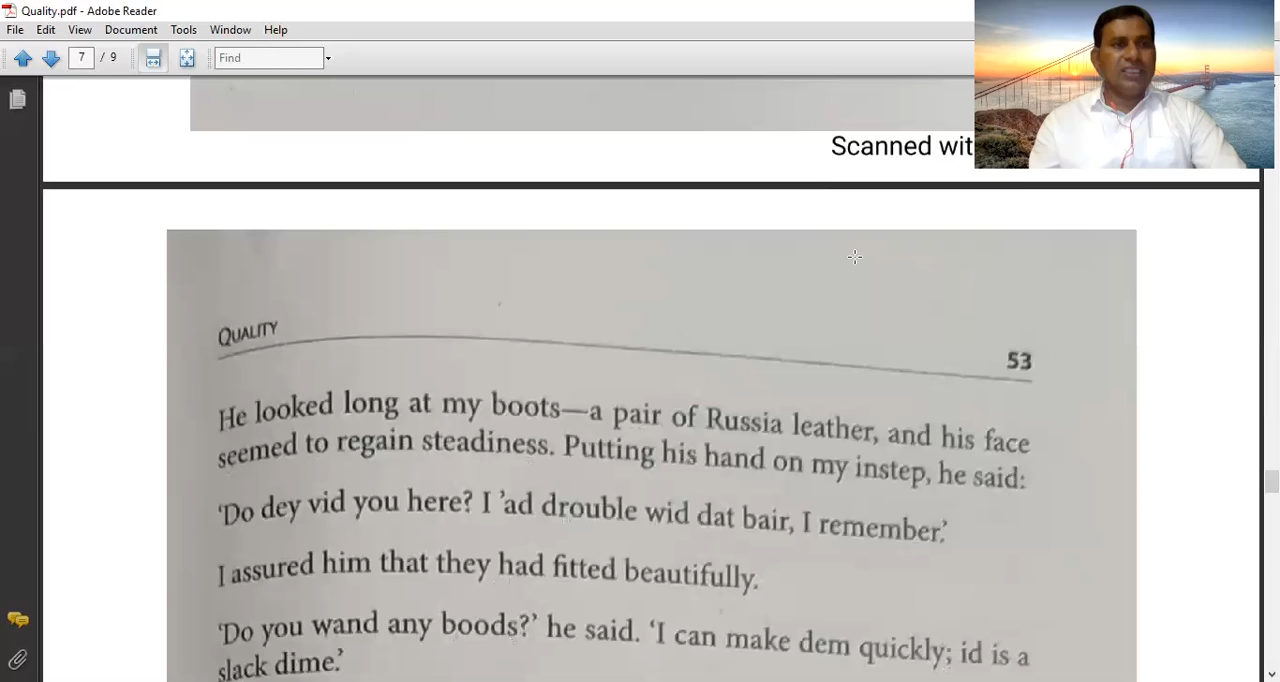 Quality.pdf - Adobe Reader
File Edit View Document Tools Window Help
7 / 9 Find
Scanned wit
QUALITY
53
He looked long at my boots—a pair of Russia leather, and his face
seemed to regain steadiness. Putting his hand on my instep, he said:
‘Do dey vid you here? I ’ad drouble wid dat bair, I remember.’
I assured him that they had fitted beautifully.
‘Do you wand any boods?’ he said. ‘I can make dem quickly; id is a
slack dime.’